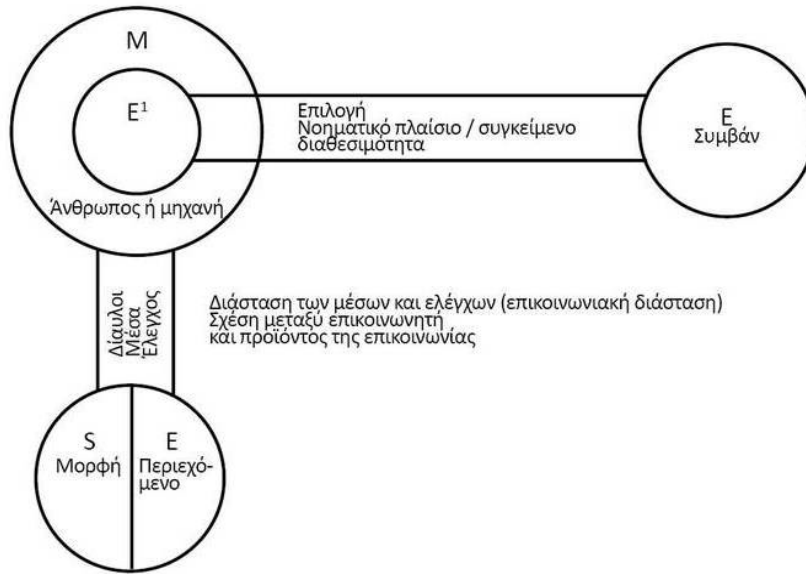 M
E¹
Άνθρωπος ή μηχανή
Επιλογή
Νοηματικό πλαίσιο / συγκείμενο
διαθεσιμότητα
E
Συμβάν
Δίαυλοι
Μέσα
Έλεγχος
Διάσταση των μέσων και ελέγχων (επικοινωνιακή διάσταση)
Σχέση μεταξύ επικοινωνητή
και προϊόντος της επικοινωνίας
S
Μορφή
E
Περιεχό-
μενο